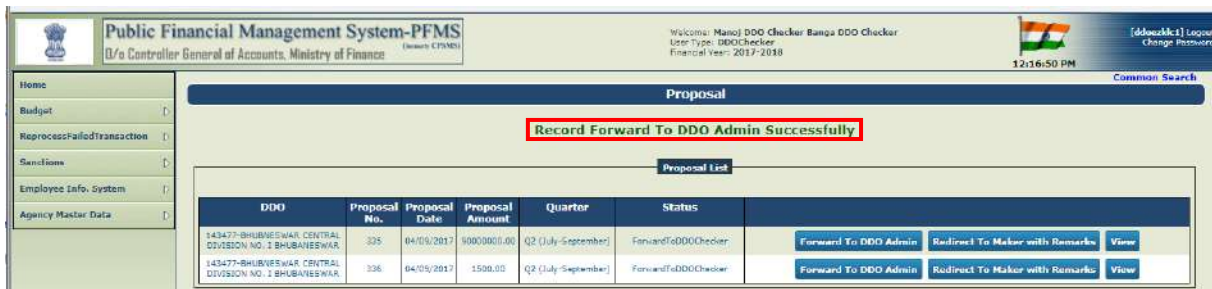 Public Financial Management System-PFMS
(formerly CPSMS)
O/o Controller General of Accounts, Ministry of Finance
Welcome: Manoj DDO Checker Banga DDO Checker
User Type: DDOChecker
Financial Year: 2017-2018
12:16:50 PM
[ddoezklc1] Logout
Change Password
Common Search
Home
Budget
ReprocessFailedTransaction
Sanctions
Employee Info. System
Agency Master Data
Proposal
Record Forward To DDO Admin Successfully
Proposal List
DDO Proposal No. Proposal Date Proposal Amount Quarter Status
143477-BHUBNESWAR CENTRAL DIVISION NO. I BHUBANESWAR 335 04/09/2017 90000000.00 Q2 (July-September) ForwardToDDOChecker Forward To DDO Admin Redirect To Maker with Remarks View
143477-BHUBNESWAR CENTRAL DIVISION NO. I BHUBANESWAR 336 04/09/2017 1500.00 Q2 (July-September) ForwardToDDOChecker Forward To DDO Admin Redirect To Maker with Remarks View